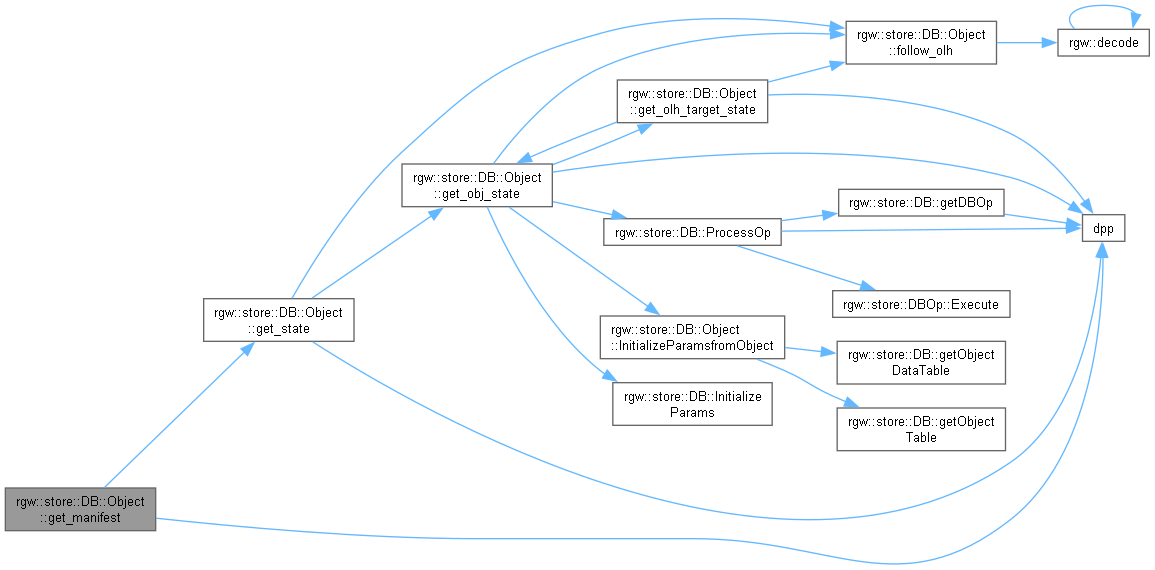 rgw::store::DB::Object
::follow_olh
rgw::decode
rgw::store::DB::Object
::get_olh_target_state
rgw::store::DB::Object
::get_obj_state
rgw::store::DB::getDBOp
rgw::store::DB::ProcessOp
dpp
rgw::store::DBOp::Execute
rgw::store::DB::Object
::get_state
rgw::store::DB::Object
::InitializeParamsfromObject
rgw::store::DB::getObject
DataTable
rgw::store::DB::Initialize
Params
rgw::store::DB::getObject
Table
rgw::store::DB::Object
::get_manifest